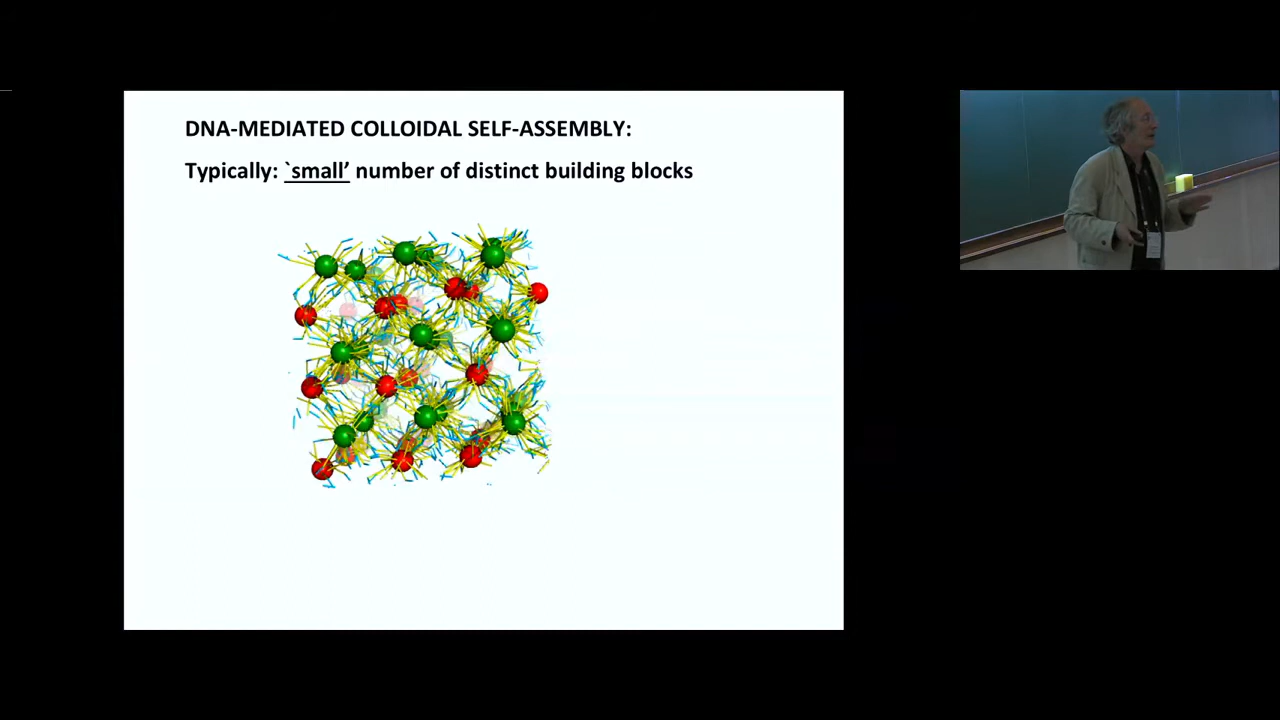 DNA-MEDIATED COLLOIDAL SELF-ASSEMBLY:
Typically: `small’ number of distinct building blocks